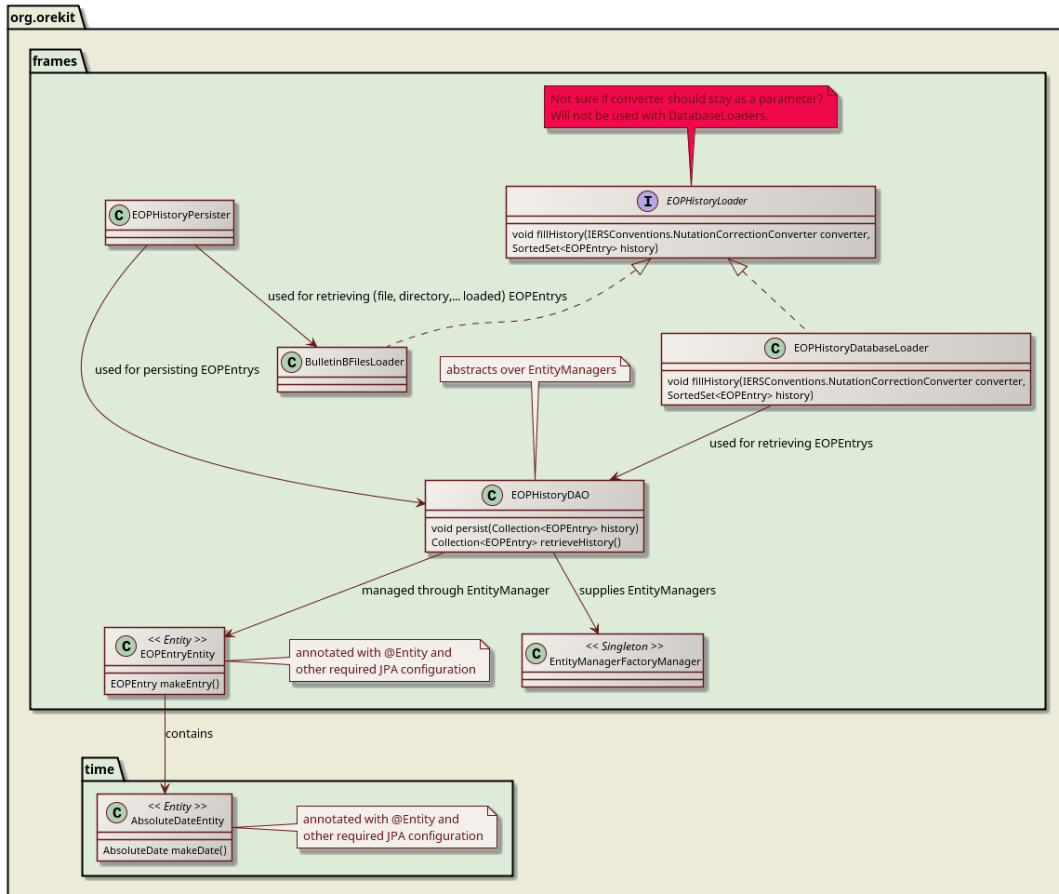 org.orekit
frames
Not sure if converter should stay as a parameter?
Will not be used with DatabaseLoaders.
C EOPHistoryPersister
I EOPHistoryLoader
void fillHistory(IERSConventions.NutationCorrectionConverter converter,
SortedSet<EOPEntry> history)
used for retrieving (file, directory,... loaded) EOPEntrys
C BulletinBFilesLoader
C EOPHistoryDatabaseLoader
void fillHistory(IERSConventions.NutationCorrectionConverter converter,
SortedSet<EOPEntry> history)
used for persisting EOPEntrys
abstracts over EntityManagers
used for retrieving EOPEntrys
C EOPHistoryDAO
void persist(Collection<EOPEntry> history)
Collection<EOPEntry> retrieveHistory()
managed through EntityManager
supplies EntityManagers
C << Entity >>
EOPEntryEntity
EOPEntry makeEntry()
annotated with @Entity and
other required JPA configuration
C << Singleton >>
EntityManagerFactoryManager
contains
time
C << Entity >>
AbsoluteDateEntity
AbsoluteDate makeDate()
annotated with @Entity and
other required JPA configuration